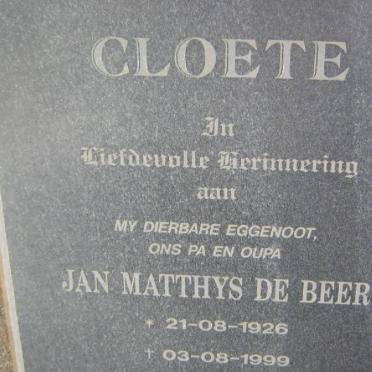 CLOETE
In
Liefdevolle Herinnering
aan
MY DIERBARE EGGENOOT,
ONS PA EN OUPA
JAN MATTHYS DE BEER
* 21-08-1926
† 03-08-1999